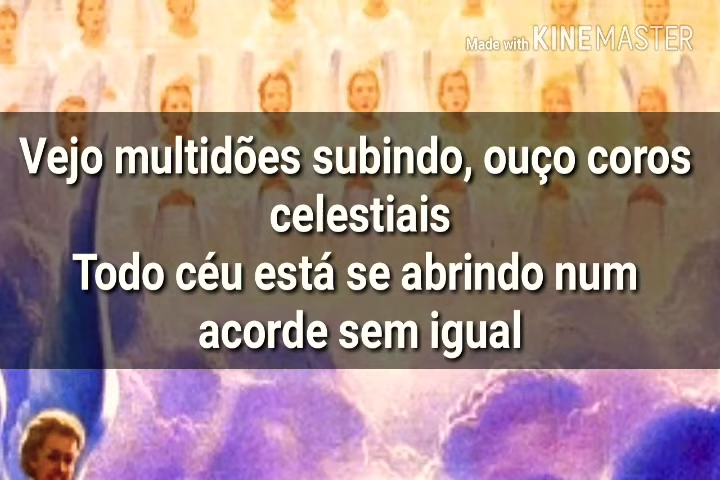 Made with KINEMASTER
Vejo multidões subindo, ouço coros
celestiais
Todo céu está se abrindo num
acorde sem igual